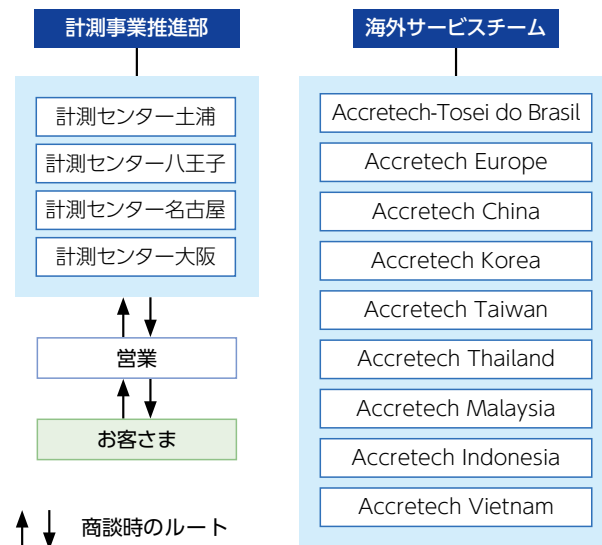 計測事業推進部
計測センター土浦
計測センター八王子
計測センター名古屋
計測センター大阪
営業
お客さま
商談時のルート
海外サービスチーム
Accretech-Tosei do Brasil
Accretech Europe
Accretech China
Accretech Korea
Accretech Taiwan
Accretech Thailand
Accretech Malaysia
Accretech Indonesia
Accretech Vietnam